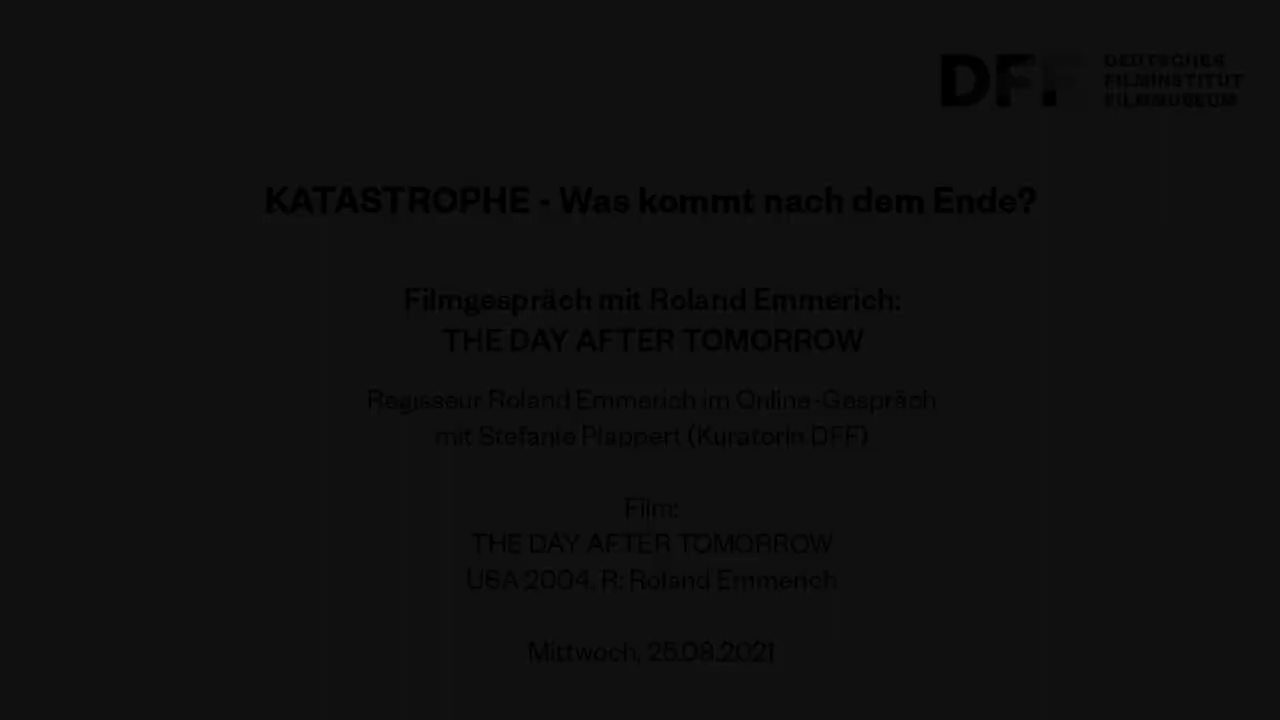 DFF
DEUTSCHES
FILMINSTITUT
FILMMUSEUM
KATASTROPHE - Was kommt nach dem Ende?
Filmgespräch mit Roland Emmerich:
THE DAY AFTER TOMORROW
Regisseur Roland Emmerich im Online-Gespräch
mit Stefanie Plappert (Kuratorin DFF)
Film:
THE DAY AFTER TOMORROW
USA 2004. R: Roland Emmerich
Mittwoch, 25.08.2021